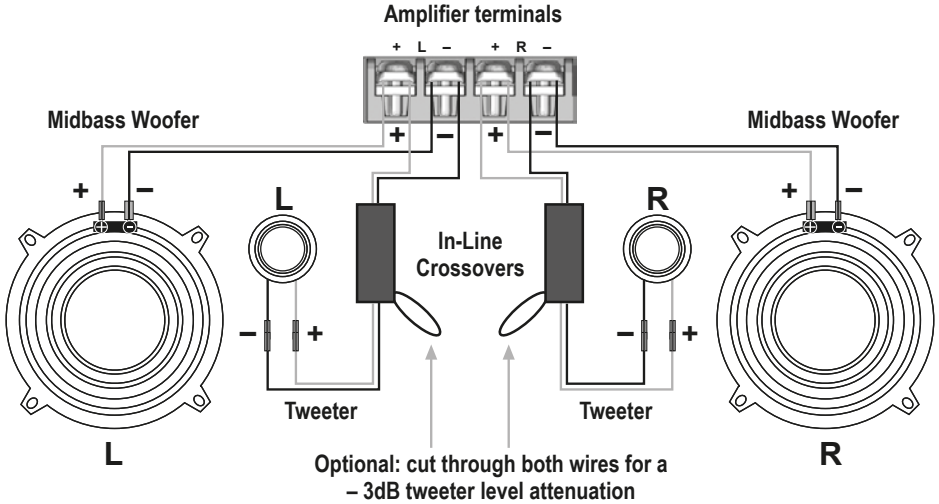 Amplifier terminals
+ L – + R –
Midbass Woofer
Midbass Woofer
+ – + –
+ –
+ –
L
R
In-Line
Crossovers
– +
– +
Tweeter
Tweeter
L
R
Optional: cut through both wires for a
– 3dB tweeter level attenuation